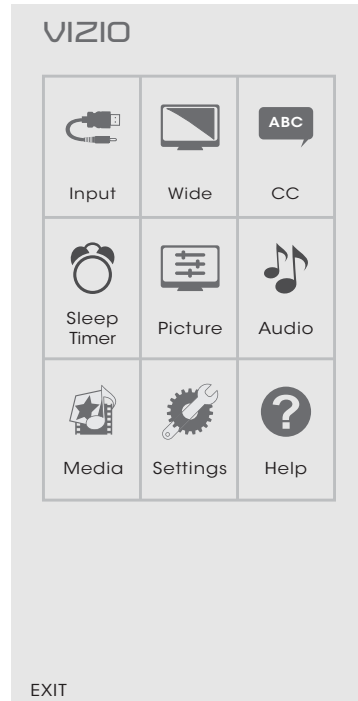 VIZIO
ABC
Input Wide CC
Sleep
Timer
Picture Audio
Media Settings Help
EXIT